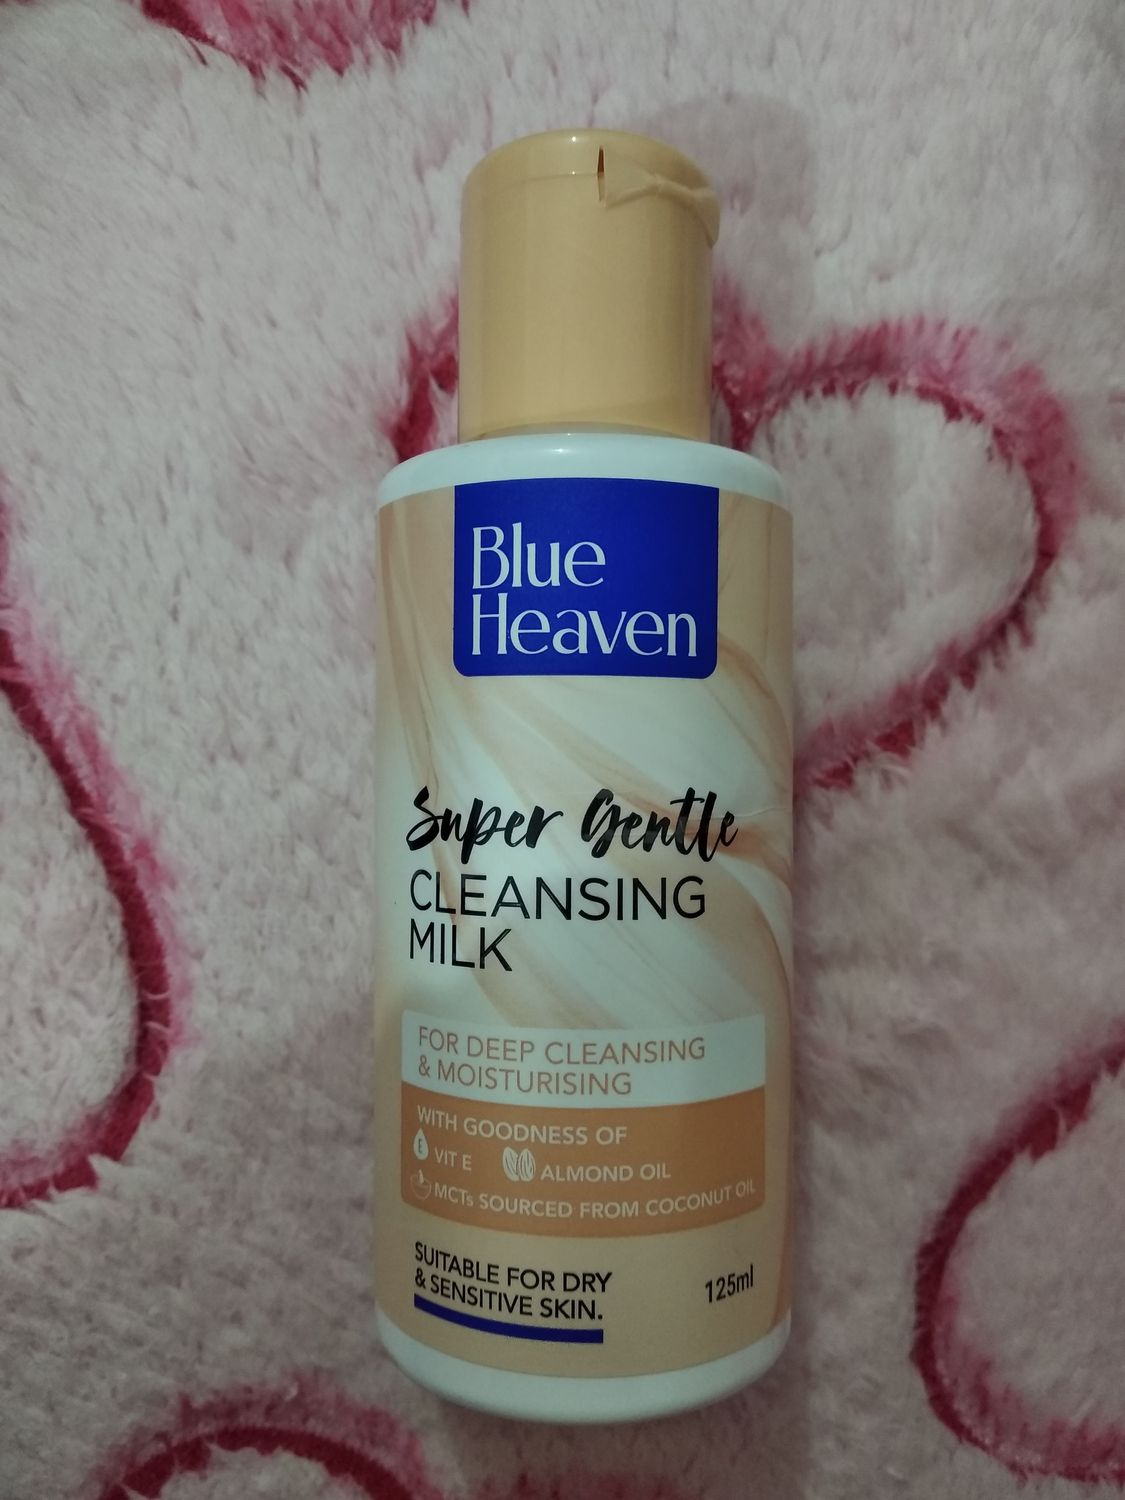 Blue
Heaven
Super Gentle
CLEANSING
MILK
FOR DEEP CLEANSING
& MOISTURISING
WITH GOODNESS OF
E VIT E ALMOND OIL
MCTs SOURCED FROM COCONUT OIL
SUITABLE FOR DRY
& SENSITIVE SKIN.
125ml